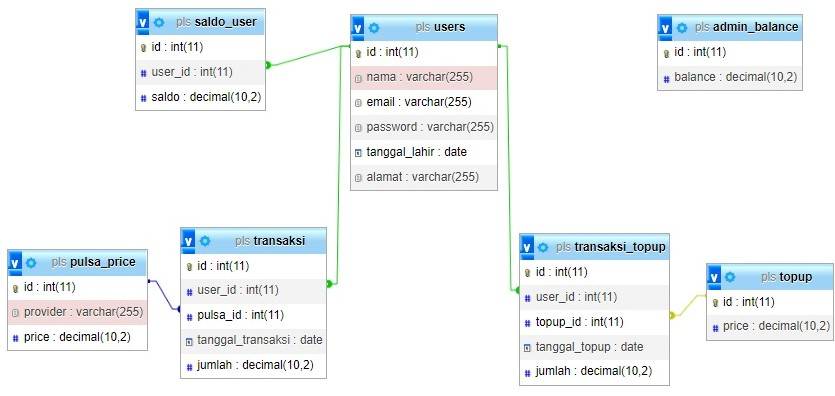 v pls saldo_user
id : int(11)
# user_id : int(11)
# saldo : decimal(10,2)
v pls users
id : int(11)
nama : varchar(255)
email : varchar(255)
password : varchar(255)
tanggal_lahir : date
alamat : varchar(255)
v pls admin_balance
id : int(11)
# balance : decimal(10,2)
v pls pulsa_price
id : int(11)
provider : varchar(255)
# price : decimal(10,2)
v pls transaksi
id : int(11)
# user_id : int(11)
# pulsa_id : int(11)
tanggal_transaksi : date
# jumlah : decimal(10,2)
v pls transaksi_topup
id : int(11)
# user_id : int(11)
# topup_id : int(11)
tanggal_topup : date
# jumlah : decimal(10,2)
v pls topup
id : int(11)
# price : decimal(10,2)